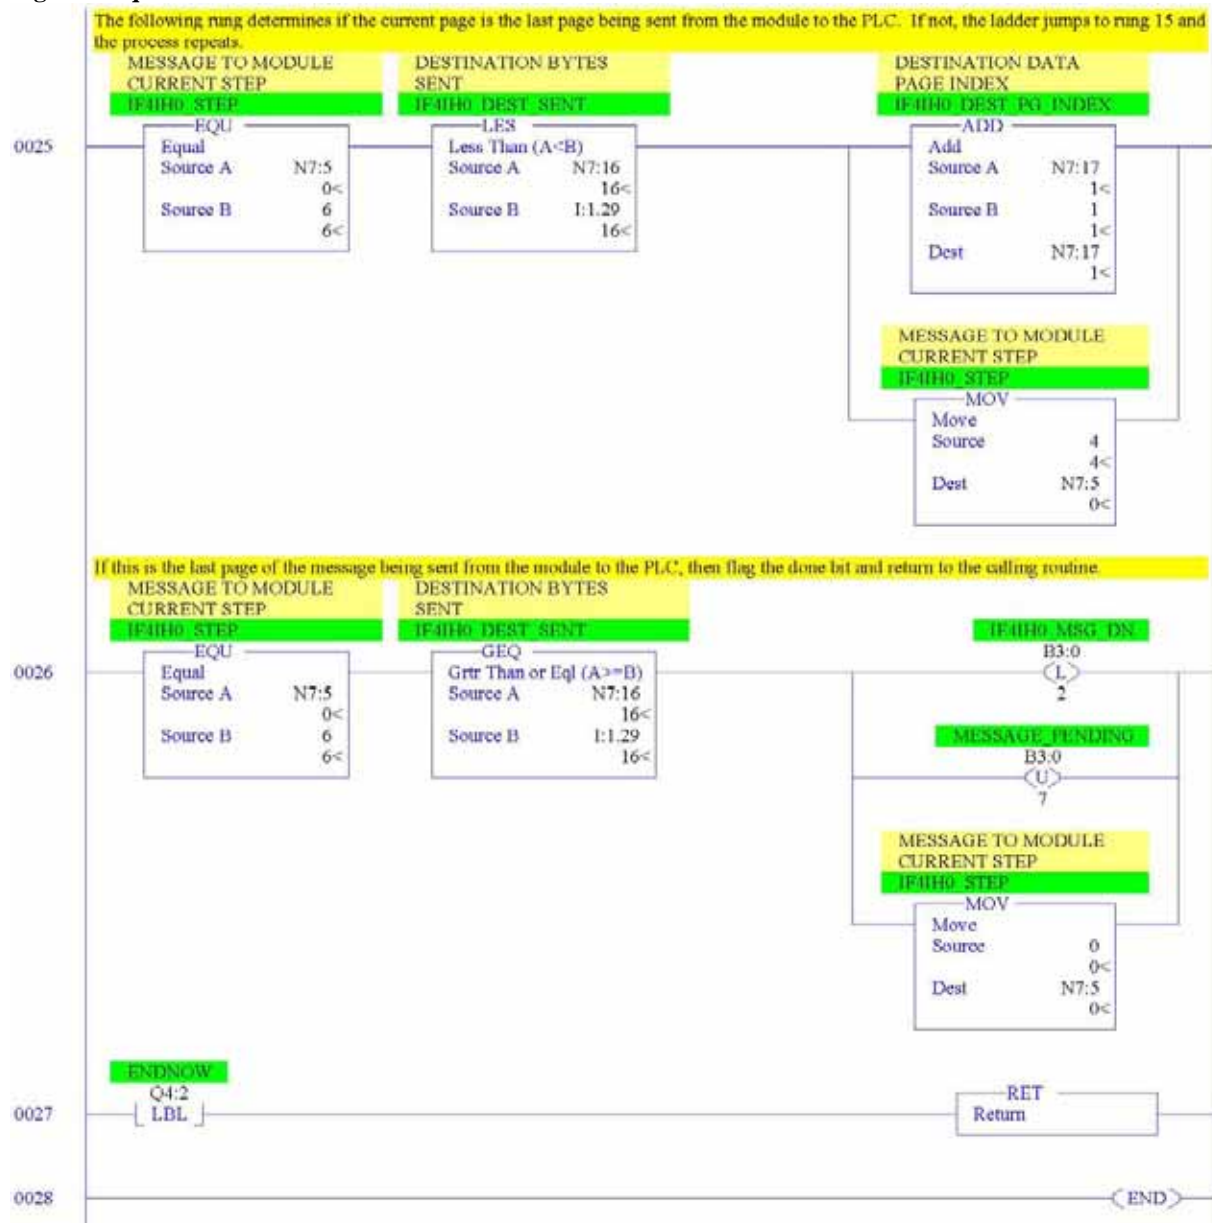 The following rung determines if the current page is the last page being sent from the module to the PLC.  If not, the ladder jumps to rung 15 and
the process repeats.
MESSAGE TO MODULE
CURRENT STEP
IF4IH0_STEP
DESTINATION BYTES
SENT
IF4IH0_DEST_SENT
DESTINATION DATA
PAGE INDEX
IF4IH0_DEST_PG_INDEX
0025
EQU
Equal
Source A N7:5
0<
Source B 6
6<
LES
Less Than (A<B)
Source A N7:16
16<
Source B I:1.29
16<
ADD
Add
Source A N7:17
1<
Source B 1
1<
Dest N7:17
1<
MESSAGE TO MODULE
CURRENT STEP
IF4IH0_STEP
MOV
Move
Source 4
4<
Dest N7:5
0<
If this is the last page of the message being sent from the module to the PLC, then flag the done bit and return to the calling routine.
MESSAGE TO MODULE
CURRENT STEP
IF4IH0_STEP
DESTINATION BYTES
SENT
IF4IH0_DEST_SENT
0026
EQU
Equal
Source A N7:5
0<
Source B 6
6<
GEQ
Grtr Than or Eql (A>=B)
Source A N7:16
16<
Source B I:1.29
16<
IF4IH0_MSG_DN
B3:0
L
2
MESSAGE_PENDING
B3:0
U
7
MESSAGE TO MODULE
CURRENT STEP
IF4IH0_STEP
MOV
Move
Source 0
0<
Dest N7:5
0<
ENDNOW
Q4:2
0027
LBL
RET
Return
0028
END